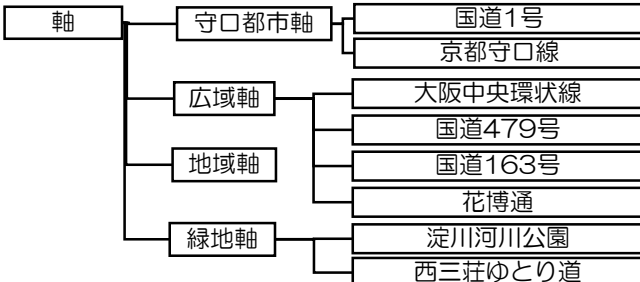 軸
守口都市軸
国道1号
京都守口線
広域軸
大阪中央環状線
国道479号
国道163号
花博通
地域軸
緑地軸
淀川河川公園
西三荘ゆとり道